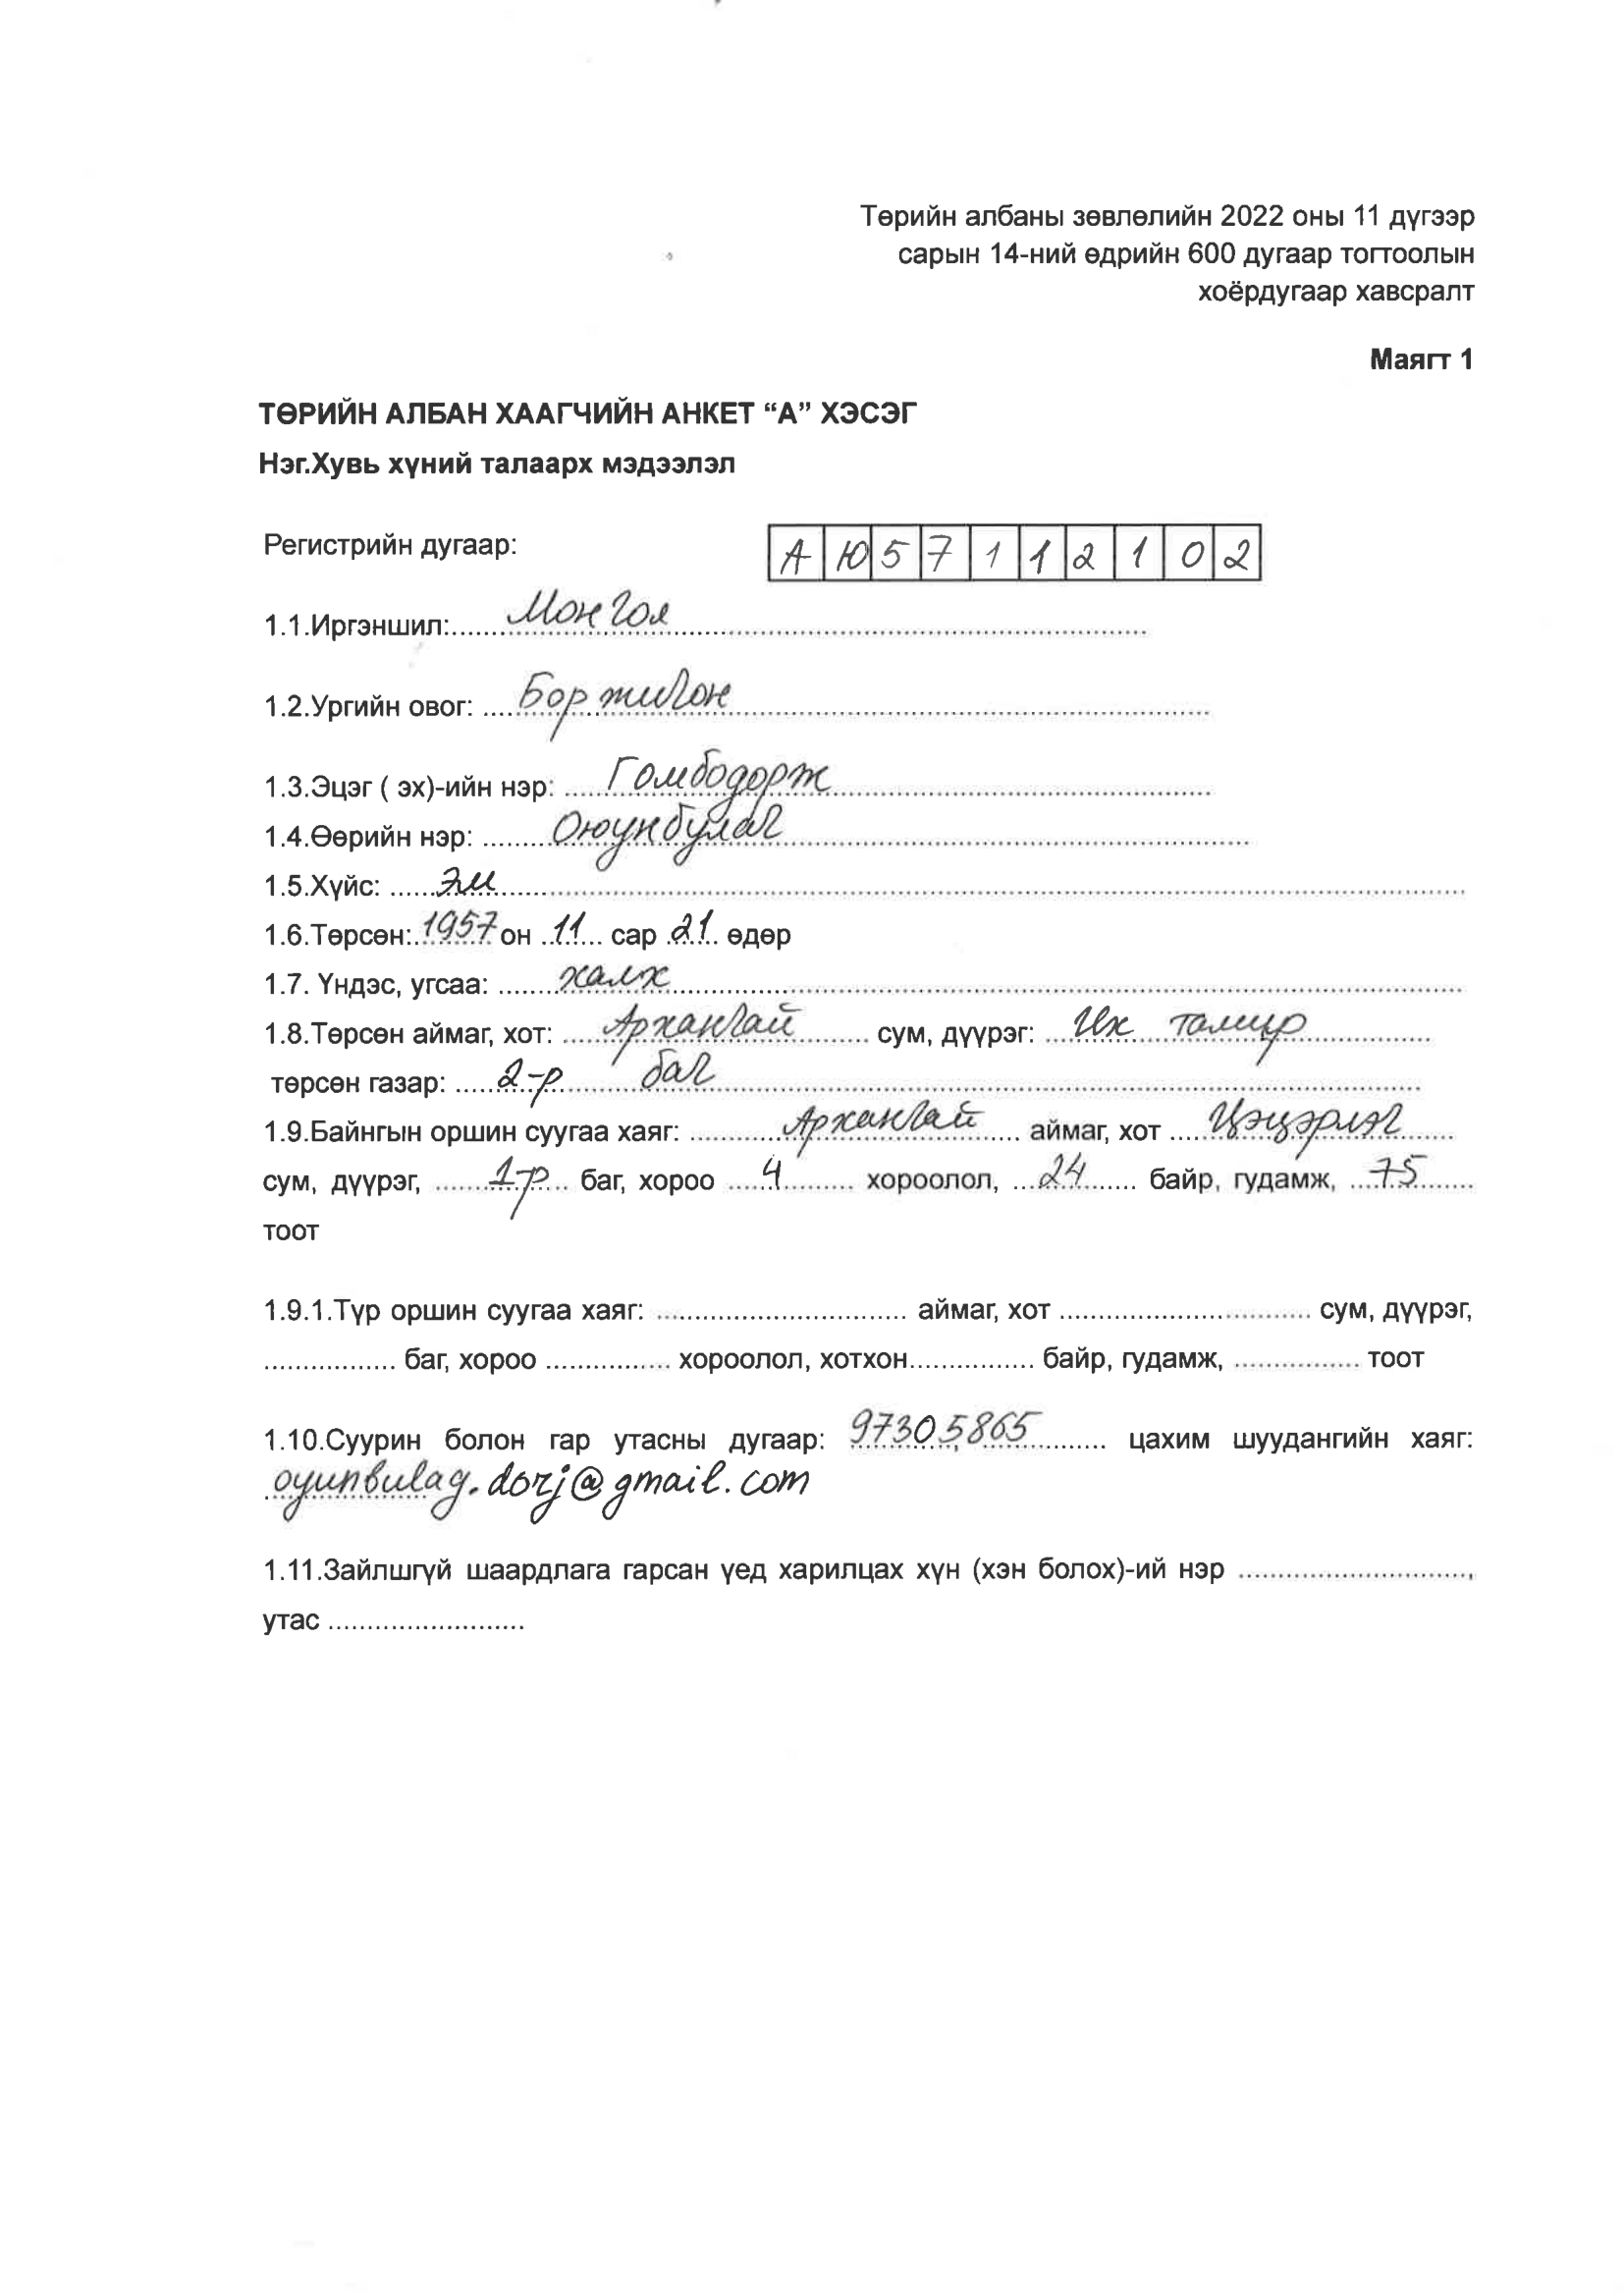 Төрийн албаны зөвлөлийн 2022 оны 11 дүгээр
сарын 14-ний өдрийн 600 дугаар тогтоолын
хоёрдугаар хавсралт
Маягт 1
ТӨРИЙН АЛБАН ХААГЧИЙН АНКЕТ “А” ХЭСЭГ
Нэг.Хувь хүний талаарх мэдээлэл
Регистрийн дугаар: А Ю 5 7 1 1 2 1 0 2
1.1.Иргэншил:......Монгол......
1.2.Ургийн овог: ......Боржигон......
1.3.Эцэг ( эх)-ийн нэр: ......Гомбодорж......
1.4.Өөрийн нэр: ......Оюунбулаг......
1.5.Хүйс: ......эм......
1.6.Төрсөн:..1957 он ..11... сар ..21.. өдөр
1.7. Үндэс, угсаа: ......халх......
1.8.Төрсөн аймаг, хот: ......Архангай...... сум, дүүрэг: ......Их тамир......
төрсөн газар: ......2-р баг......
1.9.Байнгын оршин суугаа хаяг: ......Архангай...... аймаг, хот ......Цэцэрлэг......
сум, дүүрэг, ......1-р...... баг, хороо ......4...... хороолол, ......24...... байр, гудамж, ......75......
тоот
1.9.1.Түр оршин суугаа хаяг: ................................ аймаг, хот ................................ сум, дүүрэг,
................. баг, хороо ................ хороолол, хотхон................ байр, гудамж, ................ тоот
1.10.Суурин болон гар утасны дугаар: 97305865......... цахим шуудангийн хаяг:
oyunbulag.dorj@gmail.com
1.11.Зайлшгүй шаардлага гарсан үед харилцах хүн (хэн болох)-ий нэр ..............................,
утас .........................